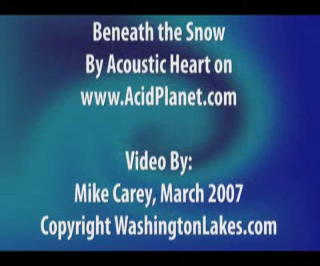 Beneath the Snow
By Acoustic Heart on
www.AcidPlanet.com
Video By:
Mike Carey, March 2007
Copyright WashingtonLakes.com